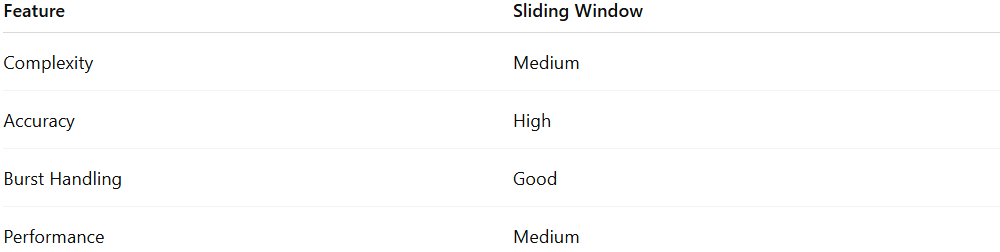 Feature Sliding Window
Complexity Medium
Accuracy High
Burst Handling Good
Performance Medium